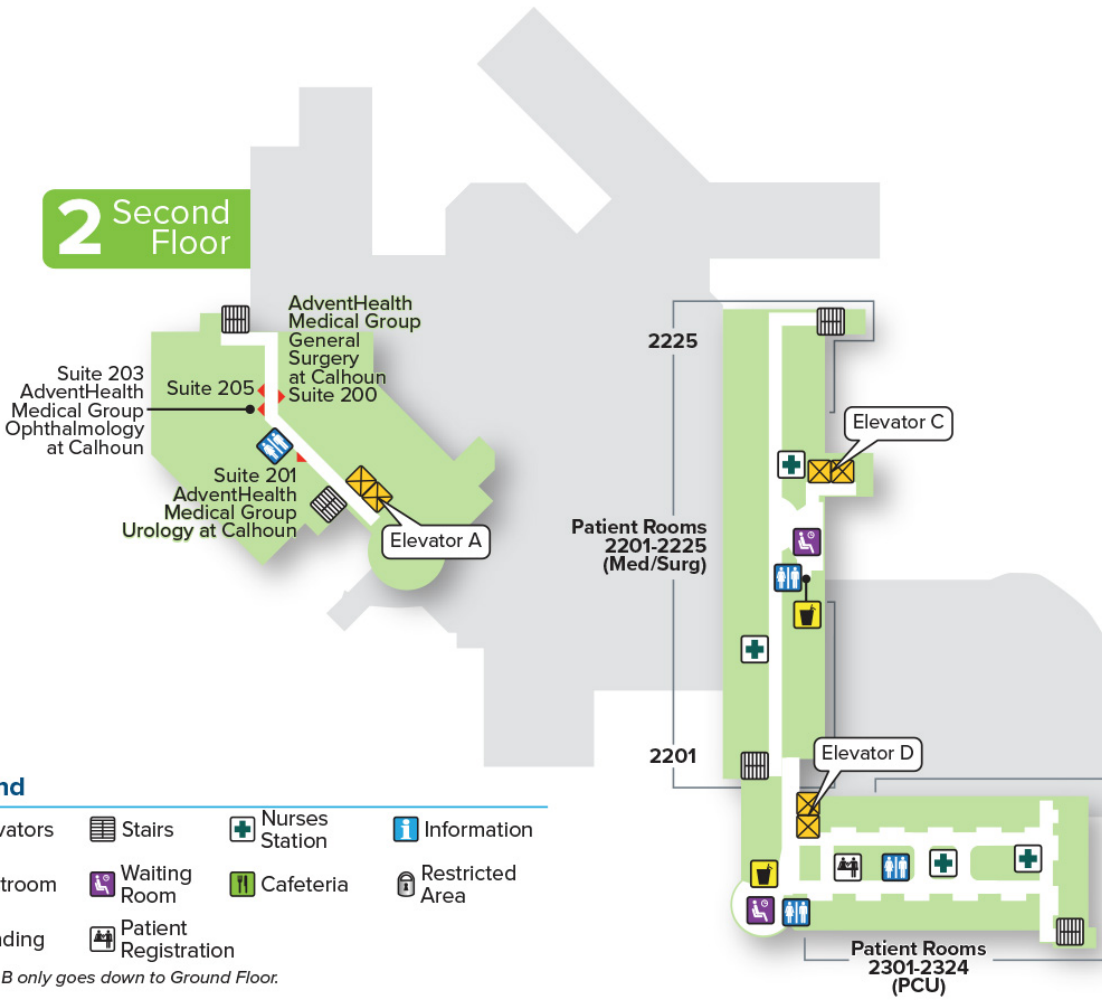 2 Second
Floor
AdventHealth
Medical Group
General
Surgery
at Calhoun
Suite 200
Suite 203
AdventHealth
Medical Group
Ophthalmology
at Calhoun
Suite 205
Suite 201
AdventHealth
Medical Group
Urology at Calhoun
Elevator A
2225
Elevator C
Patient Rooms
2201-2225
(Med/Surg)
2201
Elevator D
Patient Rooms
2301-2324
(PCU)
nd
vators
Stairs
Nurses
Station
Information
troom
Waiting
Room
Cafeteria
Restricted
Area
ding
Patient
Registration
B only goes down to Ground Floor.